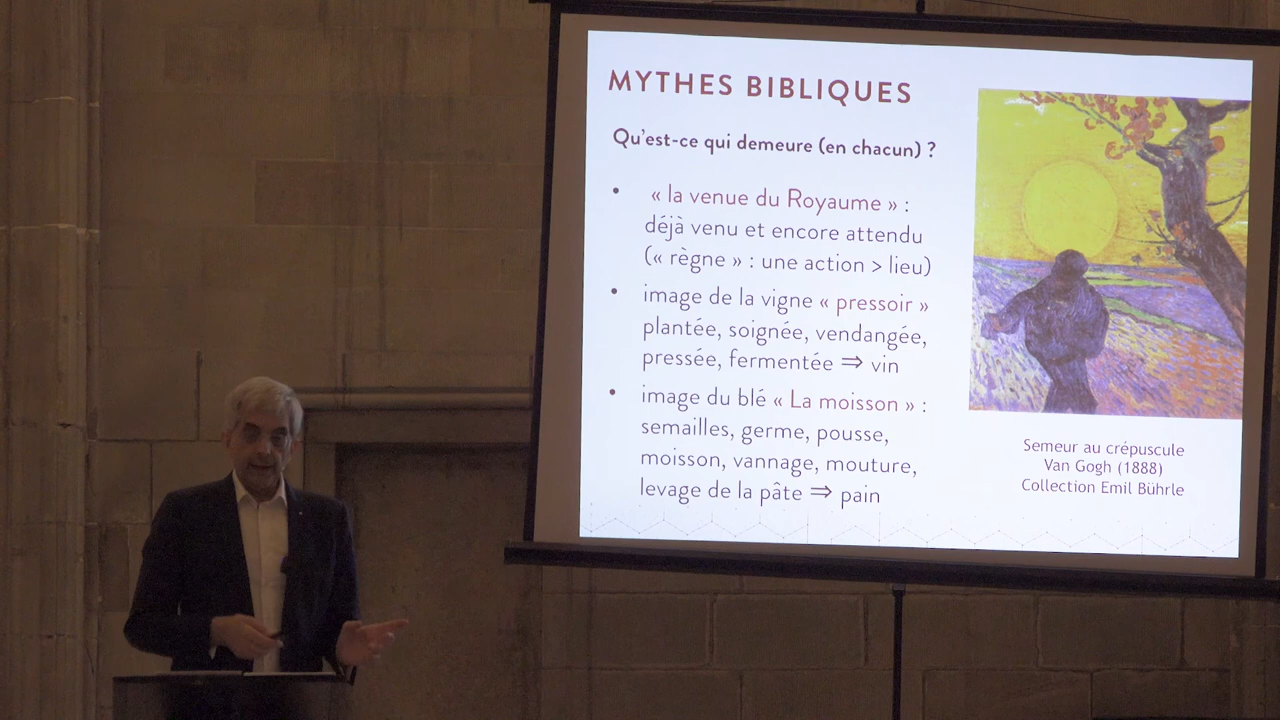 MYTHES BIBLIQUES
Qu'est-ce qui demeure (en chacun) ?
• « la venue du Royaume » :
déjà venu et encore attendu
(« règne » : une action > lieu)
• image de la vigne « pressoir »
plantée, soignée, vendangée,
pressée, fermentée ⇒ vin
• image du blé « La moisson » :
semailles, germe, pousse,
moisson, vannage, mouture,
levage de la pâte ⇒ pain
Semeur au crépuscule
Van Gogh (1888)
Collection Emil Bührle